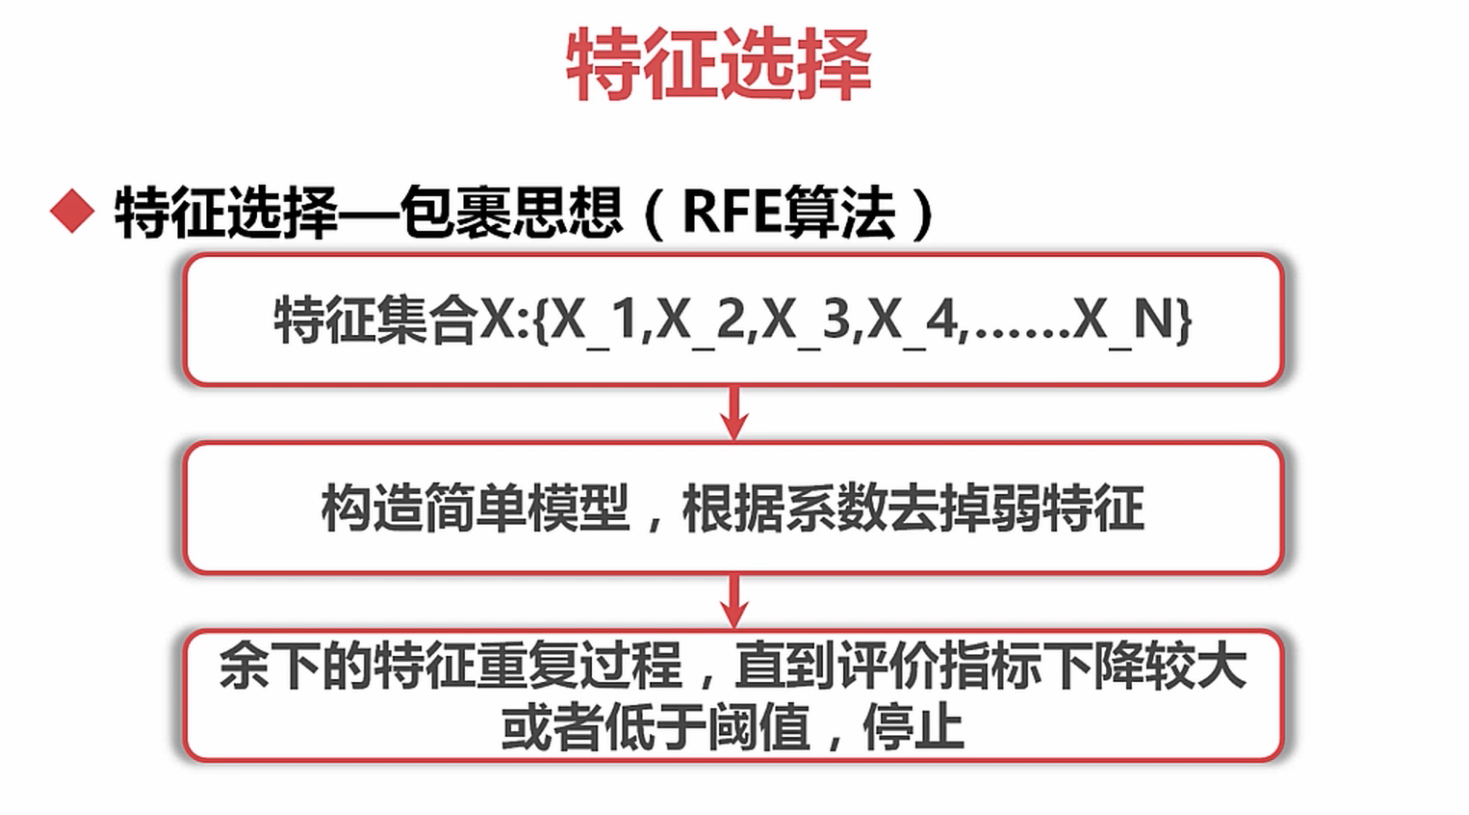 特征选择
特征选择—包裹思想（RFE算法）
特征集合X:{X_1,X_2,X_3,X_4,......X_N}
构造简单模型，根据系数去掉弱特征
余下的特征重复过程，直到评价指标下降较大
或者低于阈值，停止